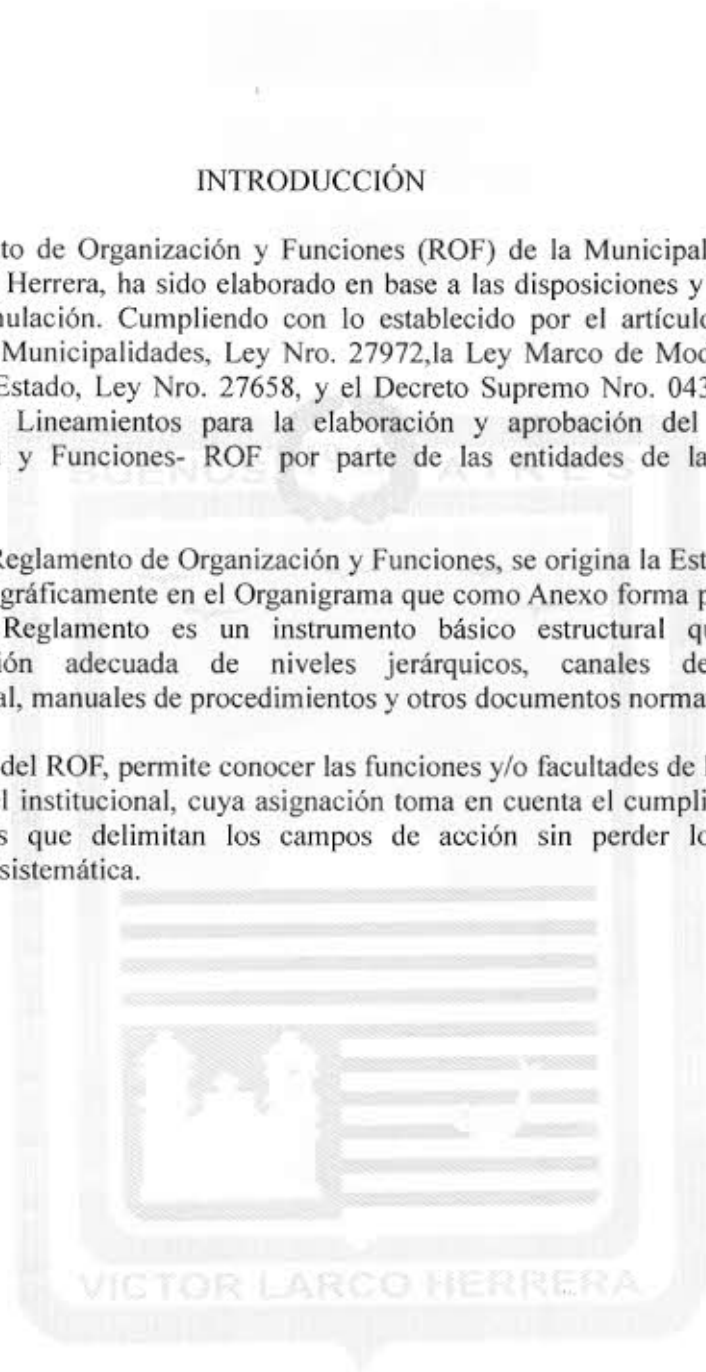 INTRODUCCIÓN
to de Organización y Funciones (ROF) de la Municipal
Herrera, ha sido elaborado en base a las disposiciones y
nulación. Cumpliendo con lo establecido por el artículo
Municipalidades, Ley Nro. 27972,la Ley Marco de Mod
Estado, Ley Nro. 27658, y el Decreto Supremo Nro. 043
Lineamientos para la elaboración y aprobación del
y Funciones- ROF por parte de las entidades de la
BUENOS AIRES
Reglamento de Organización y Funciones, se origina la Est
gráficamente en el Organigrama que como Anexo forma p
Reglamento es un instrumento básico estructural qu
ión adecuada de niveles jerárquicos, canales de
al, manuales de procedimientos y otros documentos norma
del ROF, permite conocer las funciones y/o facultades de l
l institucional, cuya asignación toma en cuenta el cumpli
s que delimitan los campos de acción sin perder lo
sistemática.
VICTOR LARCO HERRERA